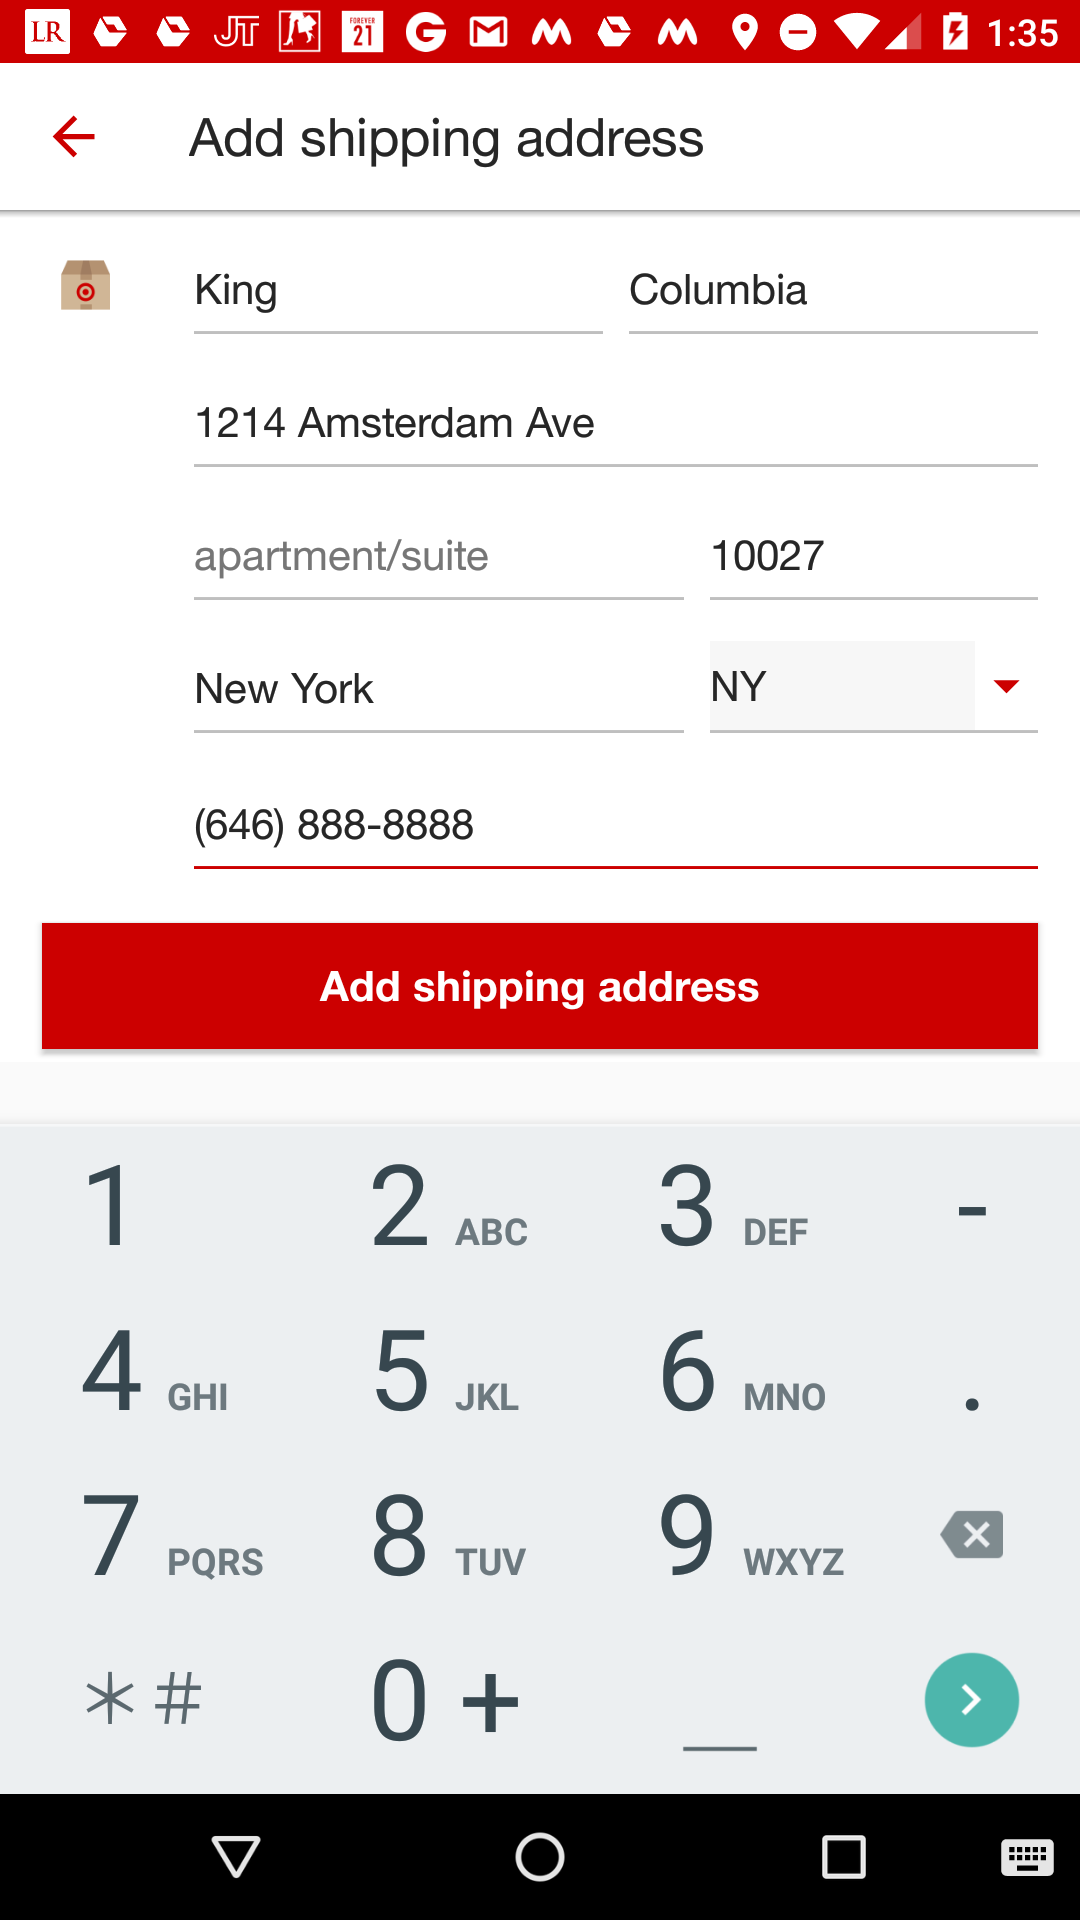 LR JT FOREVER 21 G M 1:35
Add shipping address
King Columbia
1214 Amsterdam Ave
apartment/suite 10027
New York NY
(646) 888-8888
Add shipping address
1 2 ABC 3 DEF -
4 GHI 5 JKL 6 MNO .
7 PQRS 8 TUV 9 WXYZ
*# 0 + _